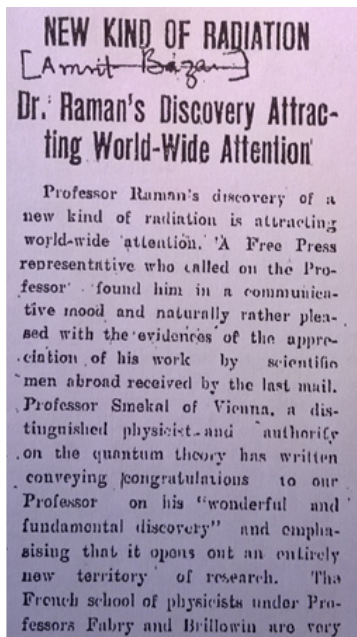 NEW KIND OF RADIATION
[Amrit Bazar]
Dr. Raman's Discovery Attrac-
ting World-Wide Attention
Professor Raman's discovery of a
new kind of radiation is attracting
world-wide attention. A Free Press
representative who called on the Pro-
fessor found him in a communica-
tive mood and naturally rather plea-
sed with the evidences of the appre-
ciation of his work by scientific
men abroad received by the last mail.
Professor Smekal of Vienna, a dis-
tinguished physicist and authority
on the quantum theory has written
conveying congratulations to our
Professor on his "wonderful and
fundamental discovery" and empha-
sising that it opens out an entirely
new territory of research. The
French school of physicists under Pro-
fessors Fabry and Brillowin are very